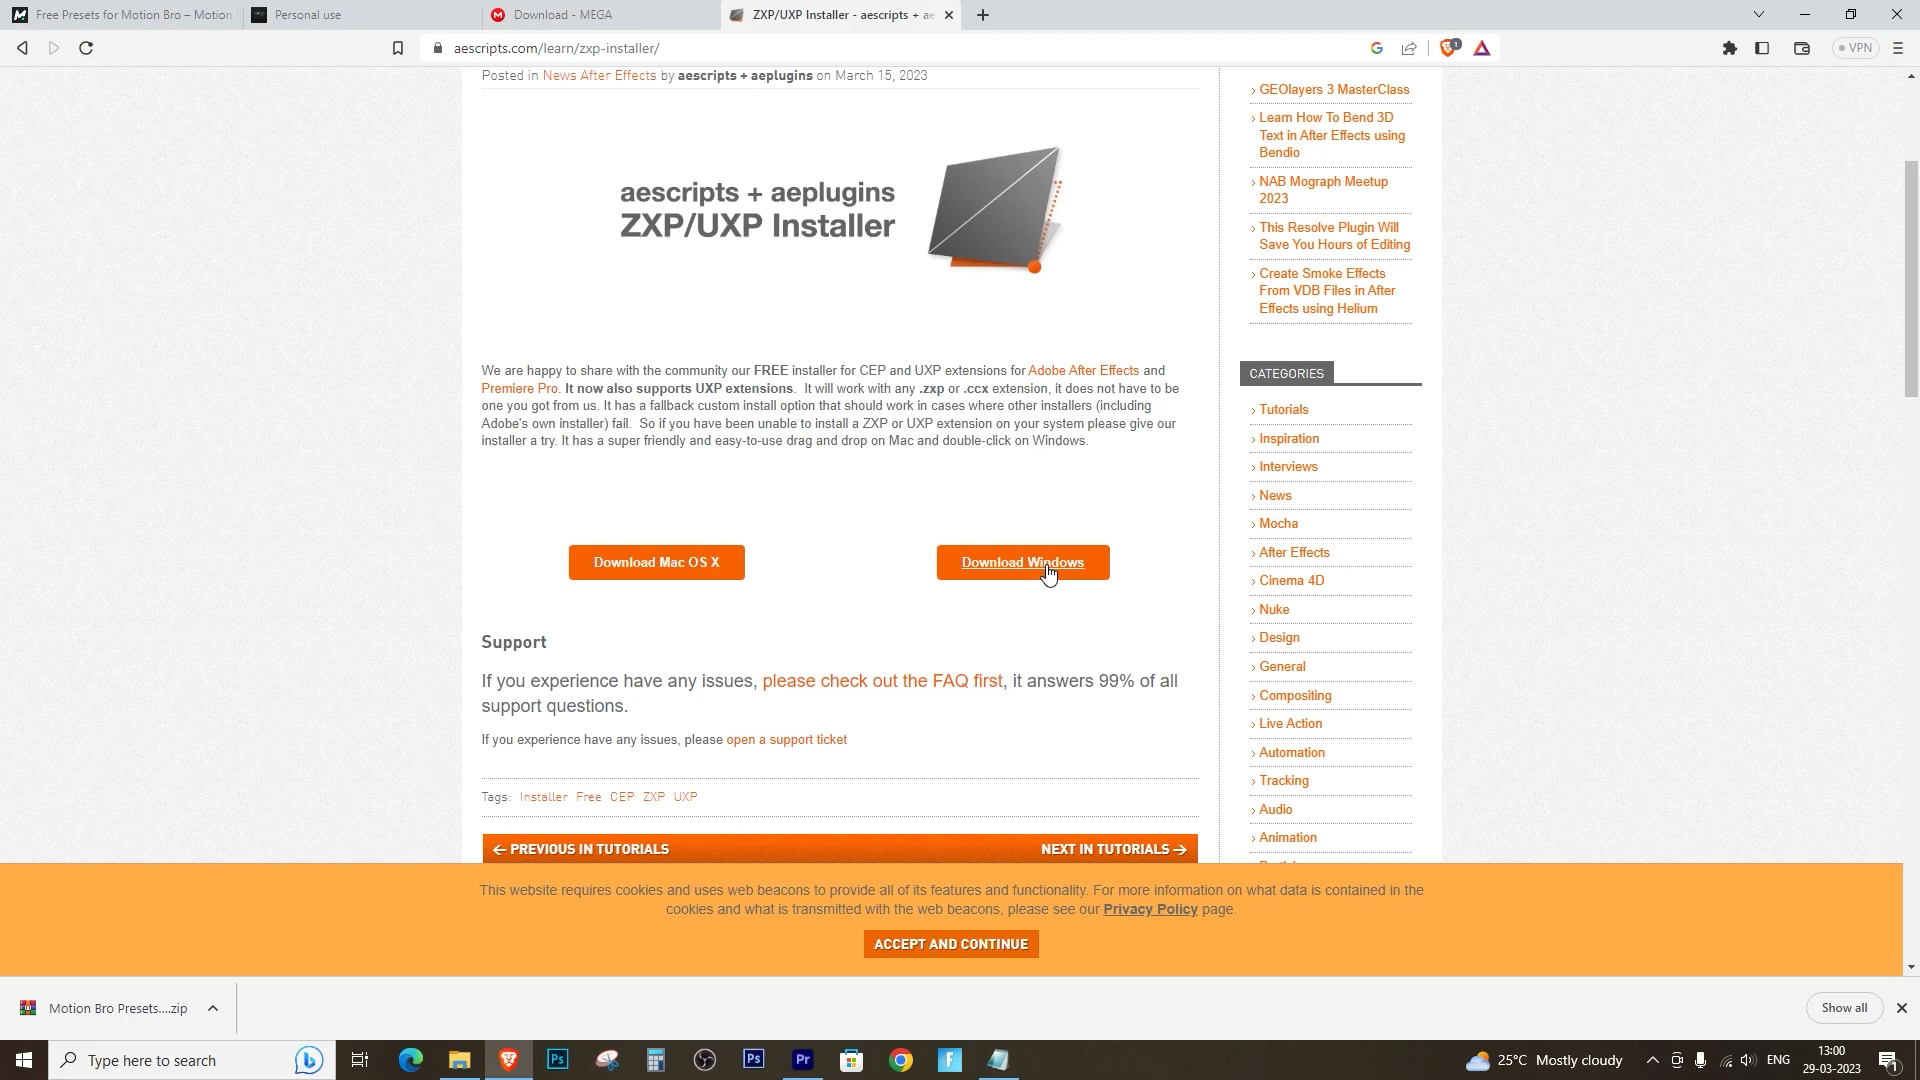 Free Presets for Motion Bro – Motion
Personal use
Download - MEGA
ZXP/UXP Installer - aescripts + ae
aescripts.com/learn/zxp-installer/
1
VPN
Posted in News After Effects by aescripts + aeplugins on March 15, 2023
aescripts + aeplugins
ZXP/UXP Installer
We are happy to share with the community our FREE installer for CEP and UXP extensions for Adobe After Effects and
Premiere Pro. It now also supports UXP extensions. It will work with any .zxp or .ccx extension, it does not have to be
one you got from us. It has a fallback custom install option that should work in cases where other installers (including
Adobe's own installer) fail. So if you have been unable to install a ZXP or UXP extension on your system please give our
installer a try. It has a super friendly and easy-to-use drag and drop on Mac and double-click on Windows.
Download Mac OS X
Download Windows
Support
If you experience have any issues, please check out the FAQ first, it answers 99% of all
support questions.
If you experience have any issues, please open a support ticket
Tags: Installer Free CEP ZXP UXP
← PREVIOUS IN TUTORIALS
NEXT IN TUTORIALS →
GEOlayers 3 MasterClass
Learn How To Bend 3D
Text in After Effects using
Bendio
NAB Mograph Meetup
2023
This Resolve Plugin Will
Save You Hours of Editing
Create Smoke Effects
From VDB Files in After
Effects using Helium
CATEGORIES
Tutorials
Inspiration
Interviews
News
Mocha
After Effects
Cinema 4D
Nuke
Design
General
Compositing
Live Action
Automation
Tracking
Audio
Animation
This website requires cookies and uses web beacons to provide all of its features and functionality. For more information on what data is contained in the
cookies and what is transmitted with the web beacons, please see our Privacy Policy page.
ACCEPT AND CONTINUE
Motion Bro Presets....zip
Show all
Type here to search
Ps
Ps
Pr
25°C Mostly cloudy
ENG
13:00
29-03-2023
1